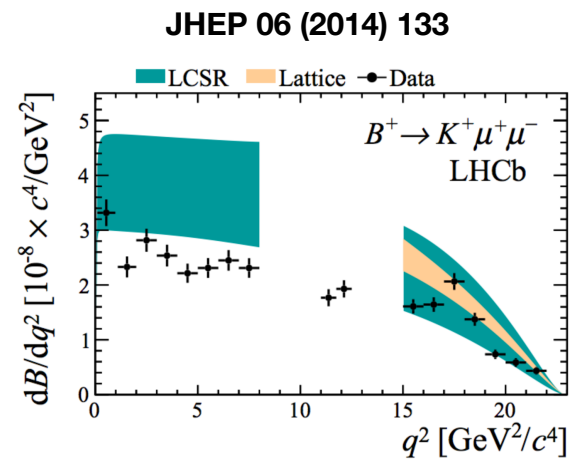 JHEP 06 (2014) 133
LCSR Lattice Data
B⁺ → K⁺μ⁺μ⁻
LHCb
dB/dq² [10⁻⁸ × c⁴/GeV²]
5
4
3
2
1
0
0 5 10 15 20
q² [GeV²/c⁴]